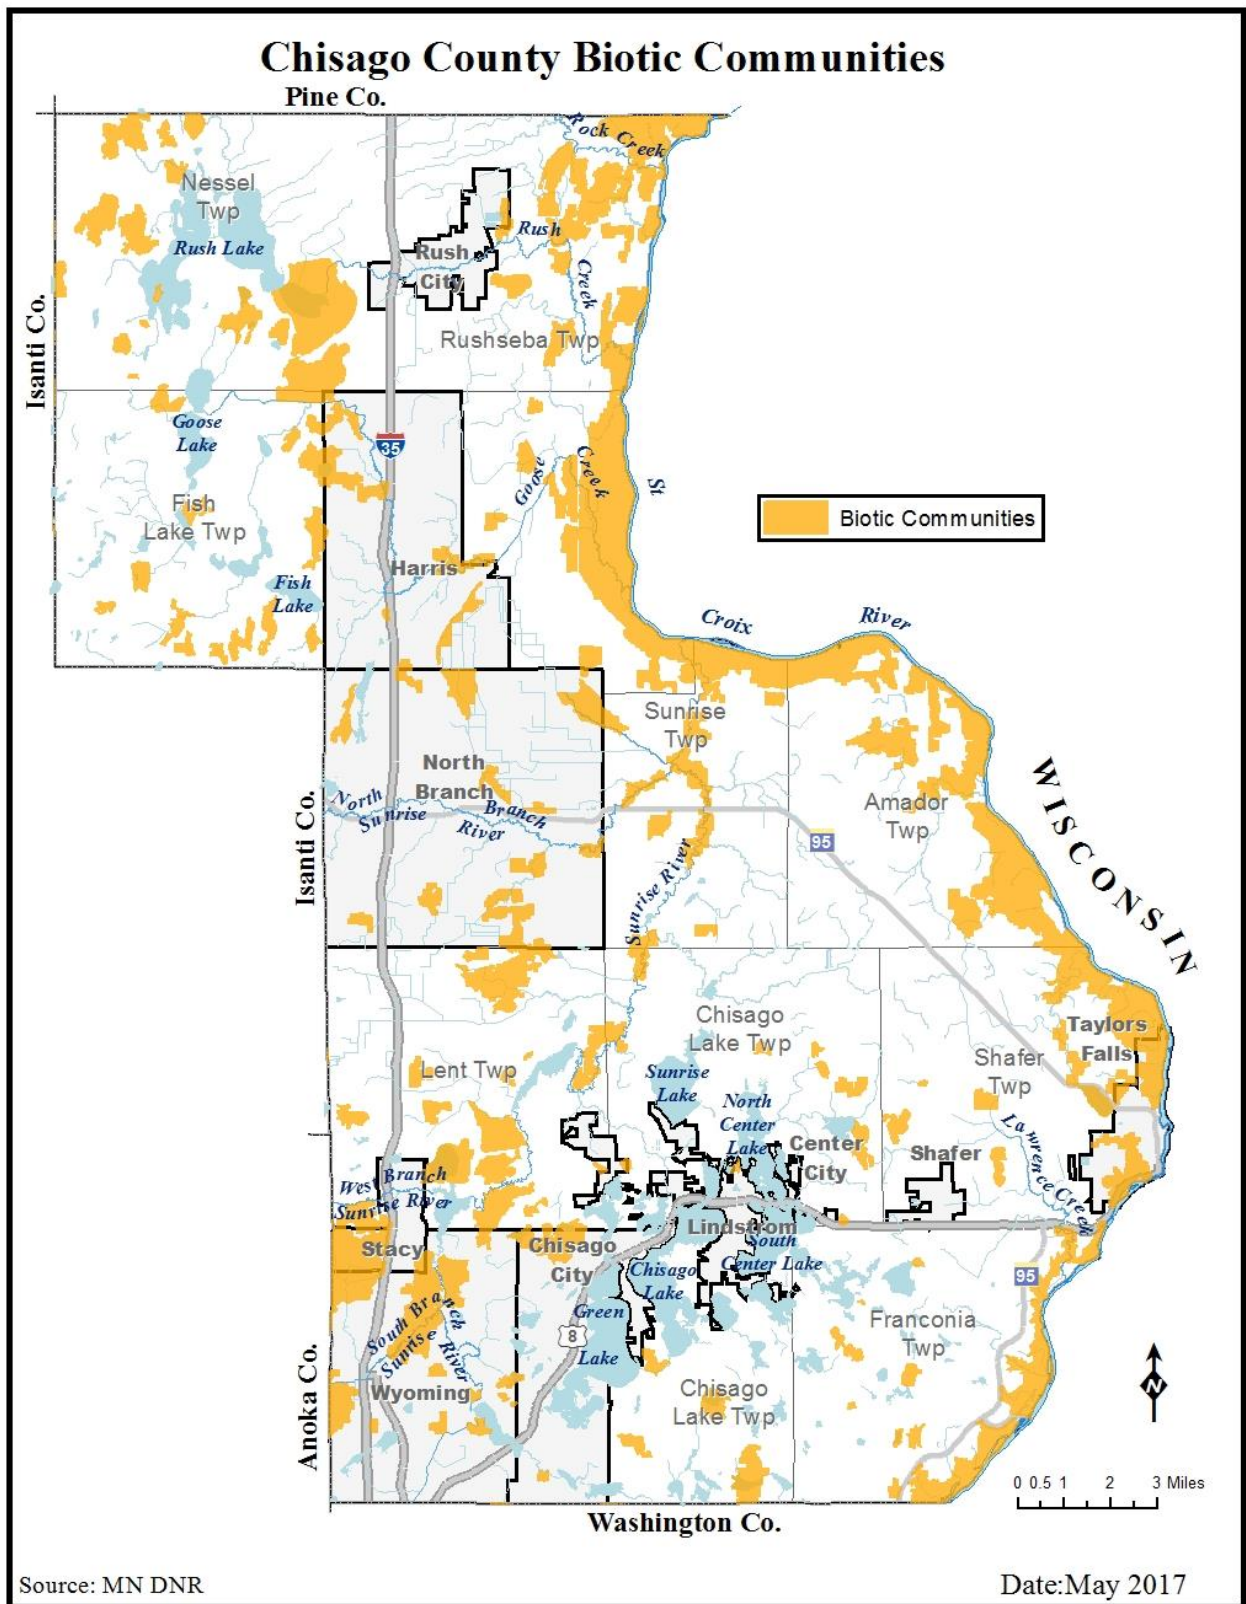 Chisago County Biotic Communities
Pine Co.
Rock Creek
Nessel
Twp
Rush Lake
Rush
City
Rush
Creek
Isanti Co.
Rushseba Twp
Goose
Lake
35
Goose
Creek
St.
Fish
Lake Twp
Biotic Communities
Harris
Fish
Lake
Croix
River
Sunrise
Twp
North
Branch
WISCONSIN
Amador
Twp
North
Branch
Sunrise
River
95
Isanti Co.
Sunrise River
Chisago
Lake Twp
Taylors
Falls
Shafer
Twp
Lent Twp
Sunrise
Lake
North
Center
Lake
Center
City
Shafer
Lawrence Creek
West Branch
Sunrise River
Stacy
Chisago
City
Lindstrom
South
Center Lake
Chisago
Lake
95
South Branch
Sunrise
River
Green
Lake
8
Franconia
Twp
Wyoming
Chisago
Lake Twp
Anoka Co.
N
0 0.5 1 2 3 Miles
Washington Co.
Source: MN DNR
Date:May 2017